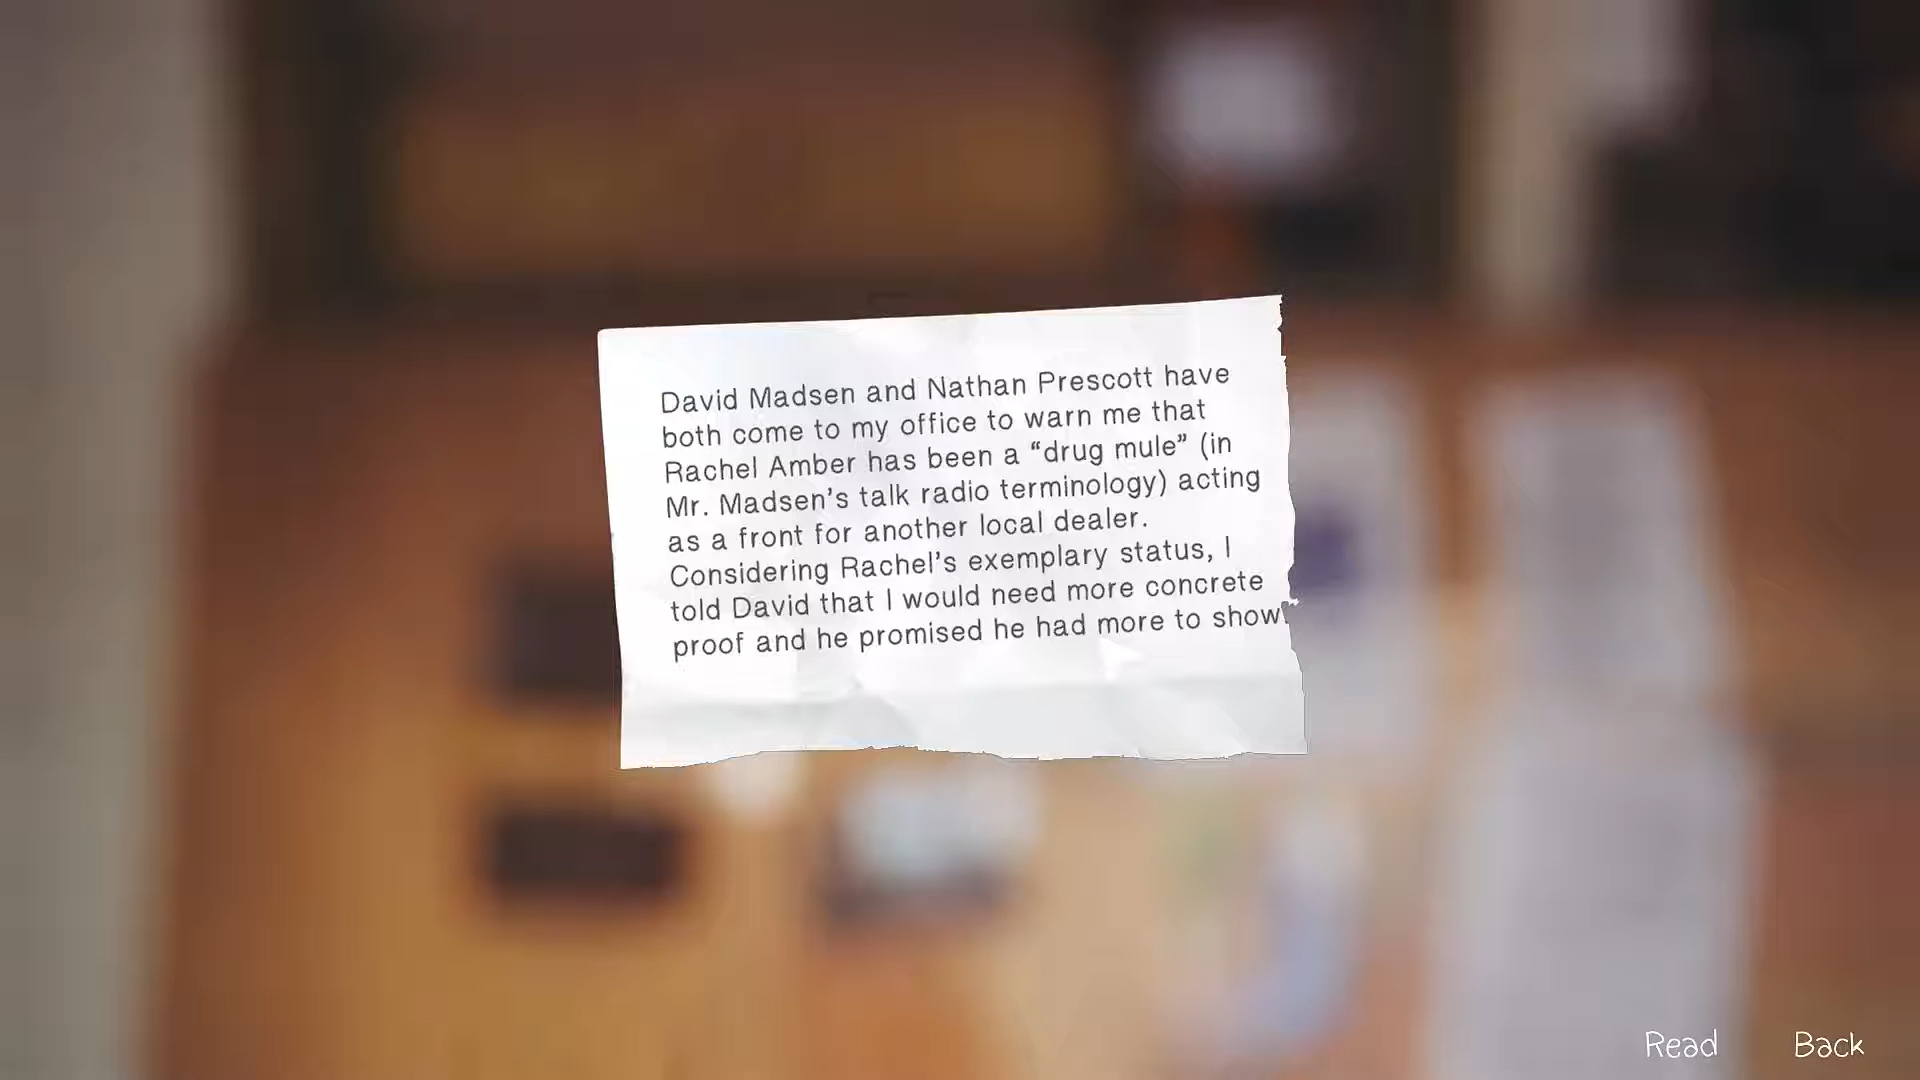 David Madsen and Nathan Prescott have
both come to my office to warn me that
Rachel Amber has been a “drug mule” (in
Mr. Madsen’s talk radio terminology) acting
as a front for another local dealer.
Considering Rachel’s exemplary status, I
told David that I would need more concrete
proof and he promised he had more to show.
Read
Back